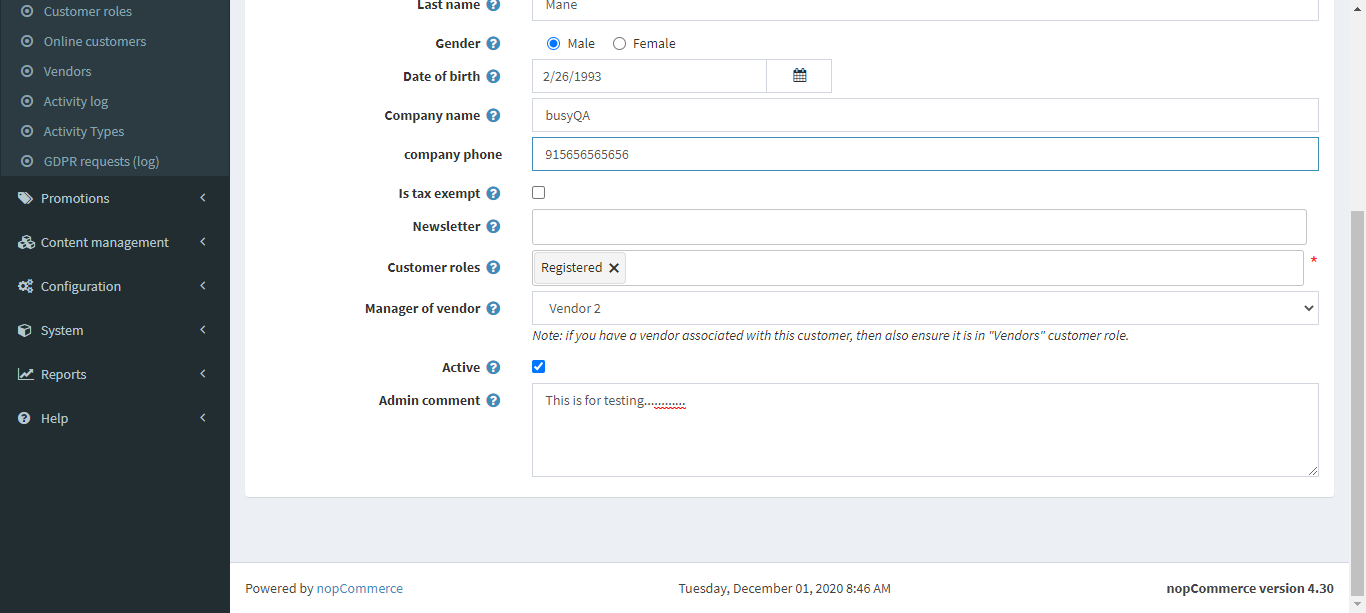 Customer roles
Online customers
Vendors
Activity log
Activity Types
GDPR requests (log)
Promotions
Content management
Configuration
System
Reports
Help
Last name
Mane
Gender
Male
Female
Date of birth
2/26/1993
Company name
busyQA
company phone
915656565656
Is tax exempt
Newsletter
Customer roles
Registered
*
Manager of vendor
Vendor 2
Note: if you have a vendor associated with this customer, then also ensure it is in "Vendors" customer role.
Active
Admin comment
This is for testing............
Powered by nopCommerce
Tuesday, December 01, 2020 8:46 AM
nopCommerce version 4.30